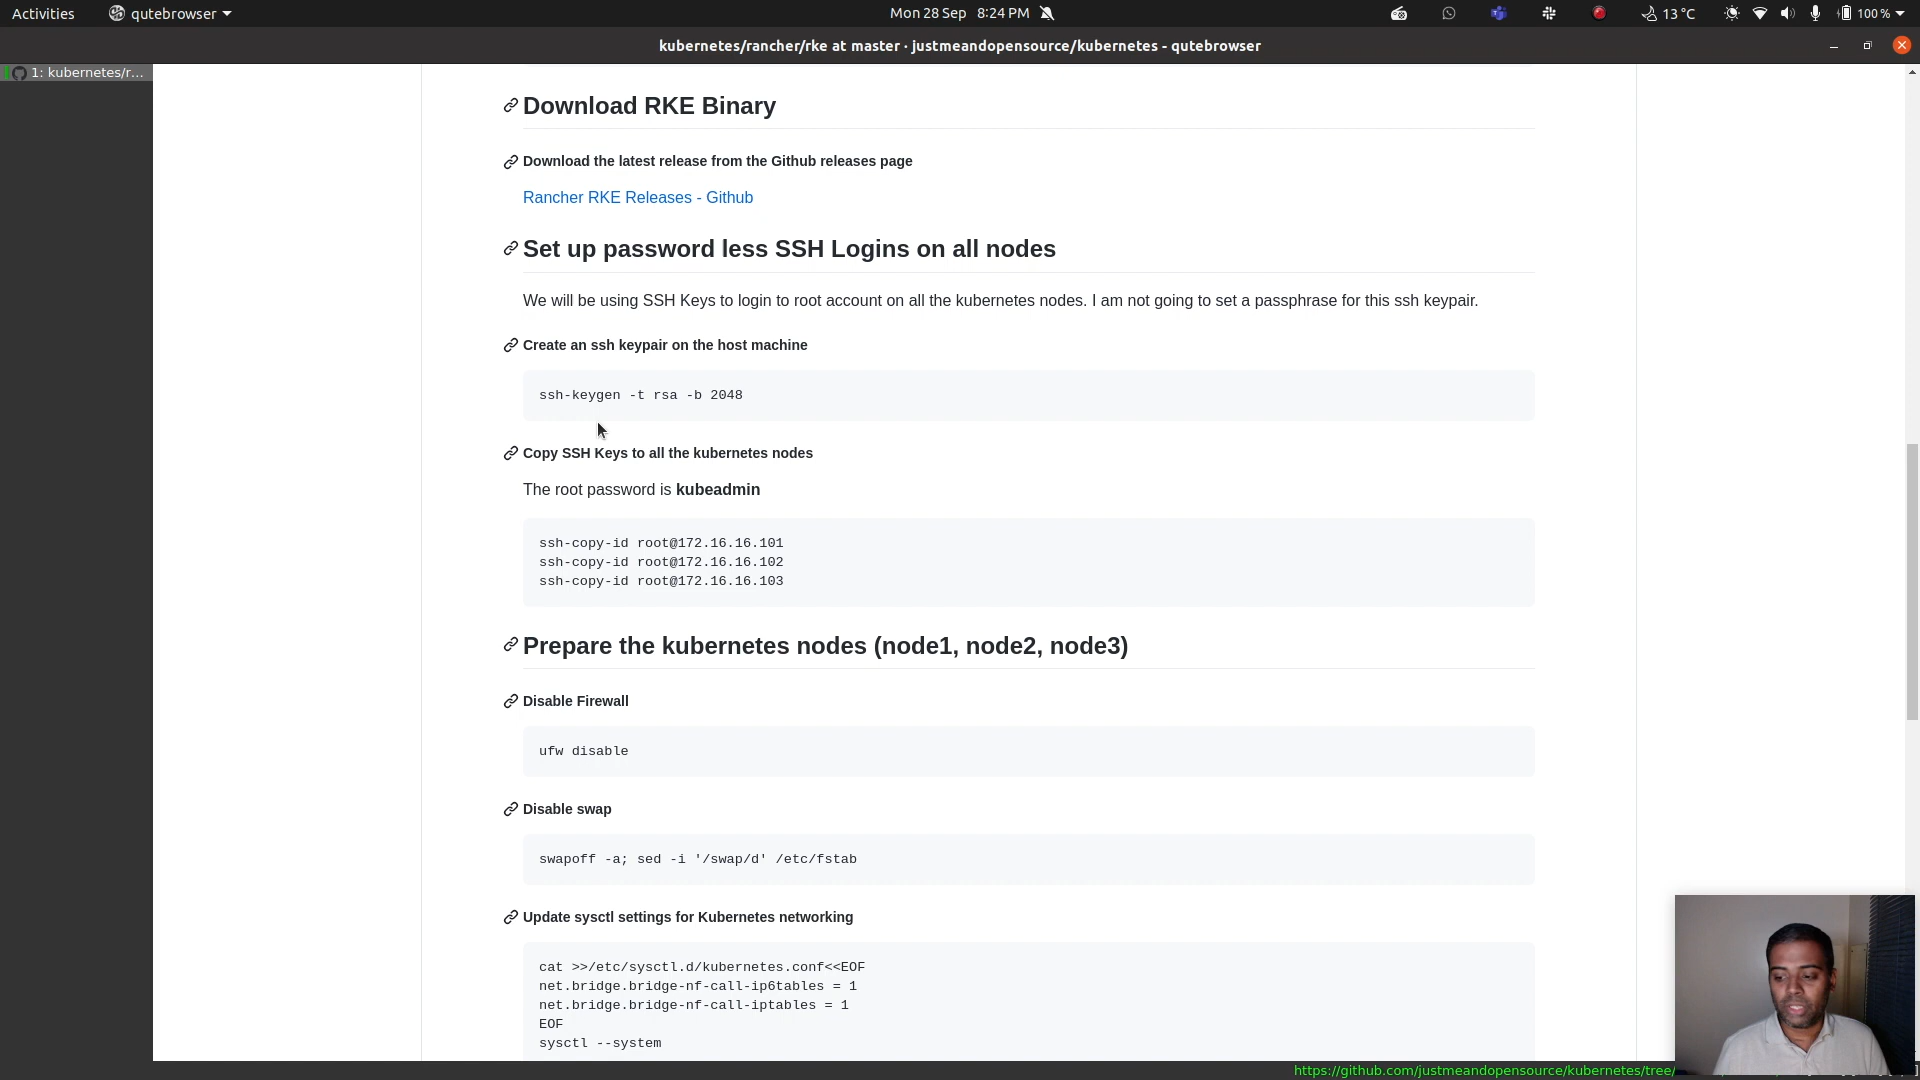 Activities
qutebrowser
Mon 28 Sep 8:24 PM
13 °C
100 %
kubernetes/rancher/rke at master · justmeandopensource/kubernetes - qutebrowser
1: kubernetes/r...
Download RKE Binary
Download the latest release from the Github releases page
Rancher RKE Releases - Github
Set up password less SSH Logins on all nodes
We will be using SSH Keys to login to root account on all the kubernetes nodes. I am not going to set a passphrase for this ssh keypair.
Create an ssh keypair on the host machine
ssh-keygen -t rsa -b 2048
Copy SSH Keys to all the kubernetes nodes
The root password is kubeadmin
ssh-copy-id root@172.16.16.101
ssh-copy-id root@172.16.16.102
ssh-copy-id root@172.16.16.103
Prepare the kubernetes nodes (node1, node2, node3)
Disable Firewall
ufw disable
Disable swap
swapoff -a; sed -i '/swap/d' /etc/fstab
Update sysctl settings for Kubernetes networking
cat >>/etc/sysctl.d/kubernetes.conf<<EOF
net.bridge.bridge-nf-call-ip6tables = 1
net.bridge.bridge-nf-call-iptables = 1
EOF
sysctl --system
https://github.com/justmeandopensource/kubernetes/tree/